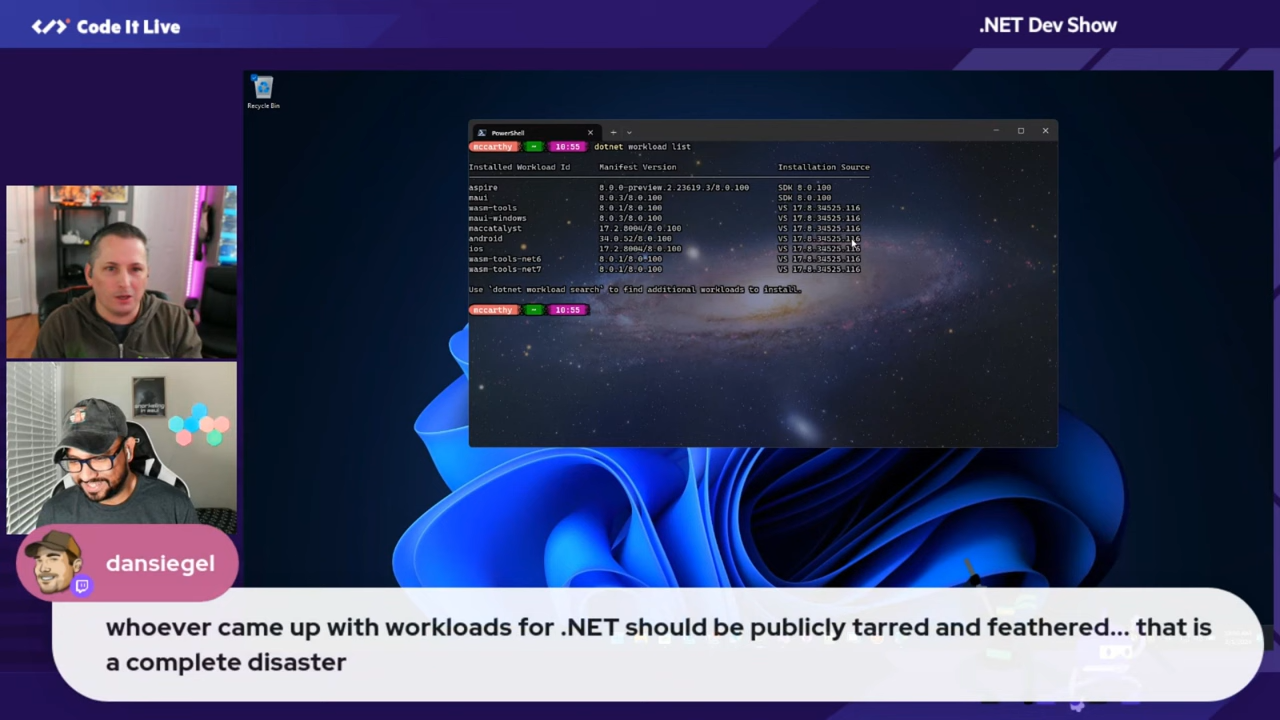 </> Code It Live
.NET Dev Show
Recycle Bin
PowerShell
mccarthy ~ 10:55 dotnet workload list
Installed Workload Id Manifest Version Installation Source
aspire 8.0.0-preview.2.23619.3/8.0.100 SDK 8.0.100
maui 8.0.3/8.0.100 SDK 8.0.100
wasm-tools 8.0.1/8.0.100 VS 17.8.34525.116
maui-windows 8.0.3/8.0.100 VS 17.8.34525.116
maccatalyst 17.2.8004/8.0.100 VS 17.8.34525.116
android 34.0.52/8.0.100 VS 17.8.34525.116
ios 17.2.8004/8.0.100 VS 17.8.34525.116
wasm-tools-net6 8.0.1/8.0.100 VS 17.8.34525.116
wasm-tools-net7 8.0.1/8.0.100 VS 17.8.34525.116
Use `dotnet workload search` to find additional workloads to install.
mccarthy ~ 10:55
dansiegel
whoever came up with workloads for .NET should be publicly tarred and feathered... that is
a complete disaster